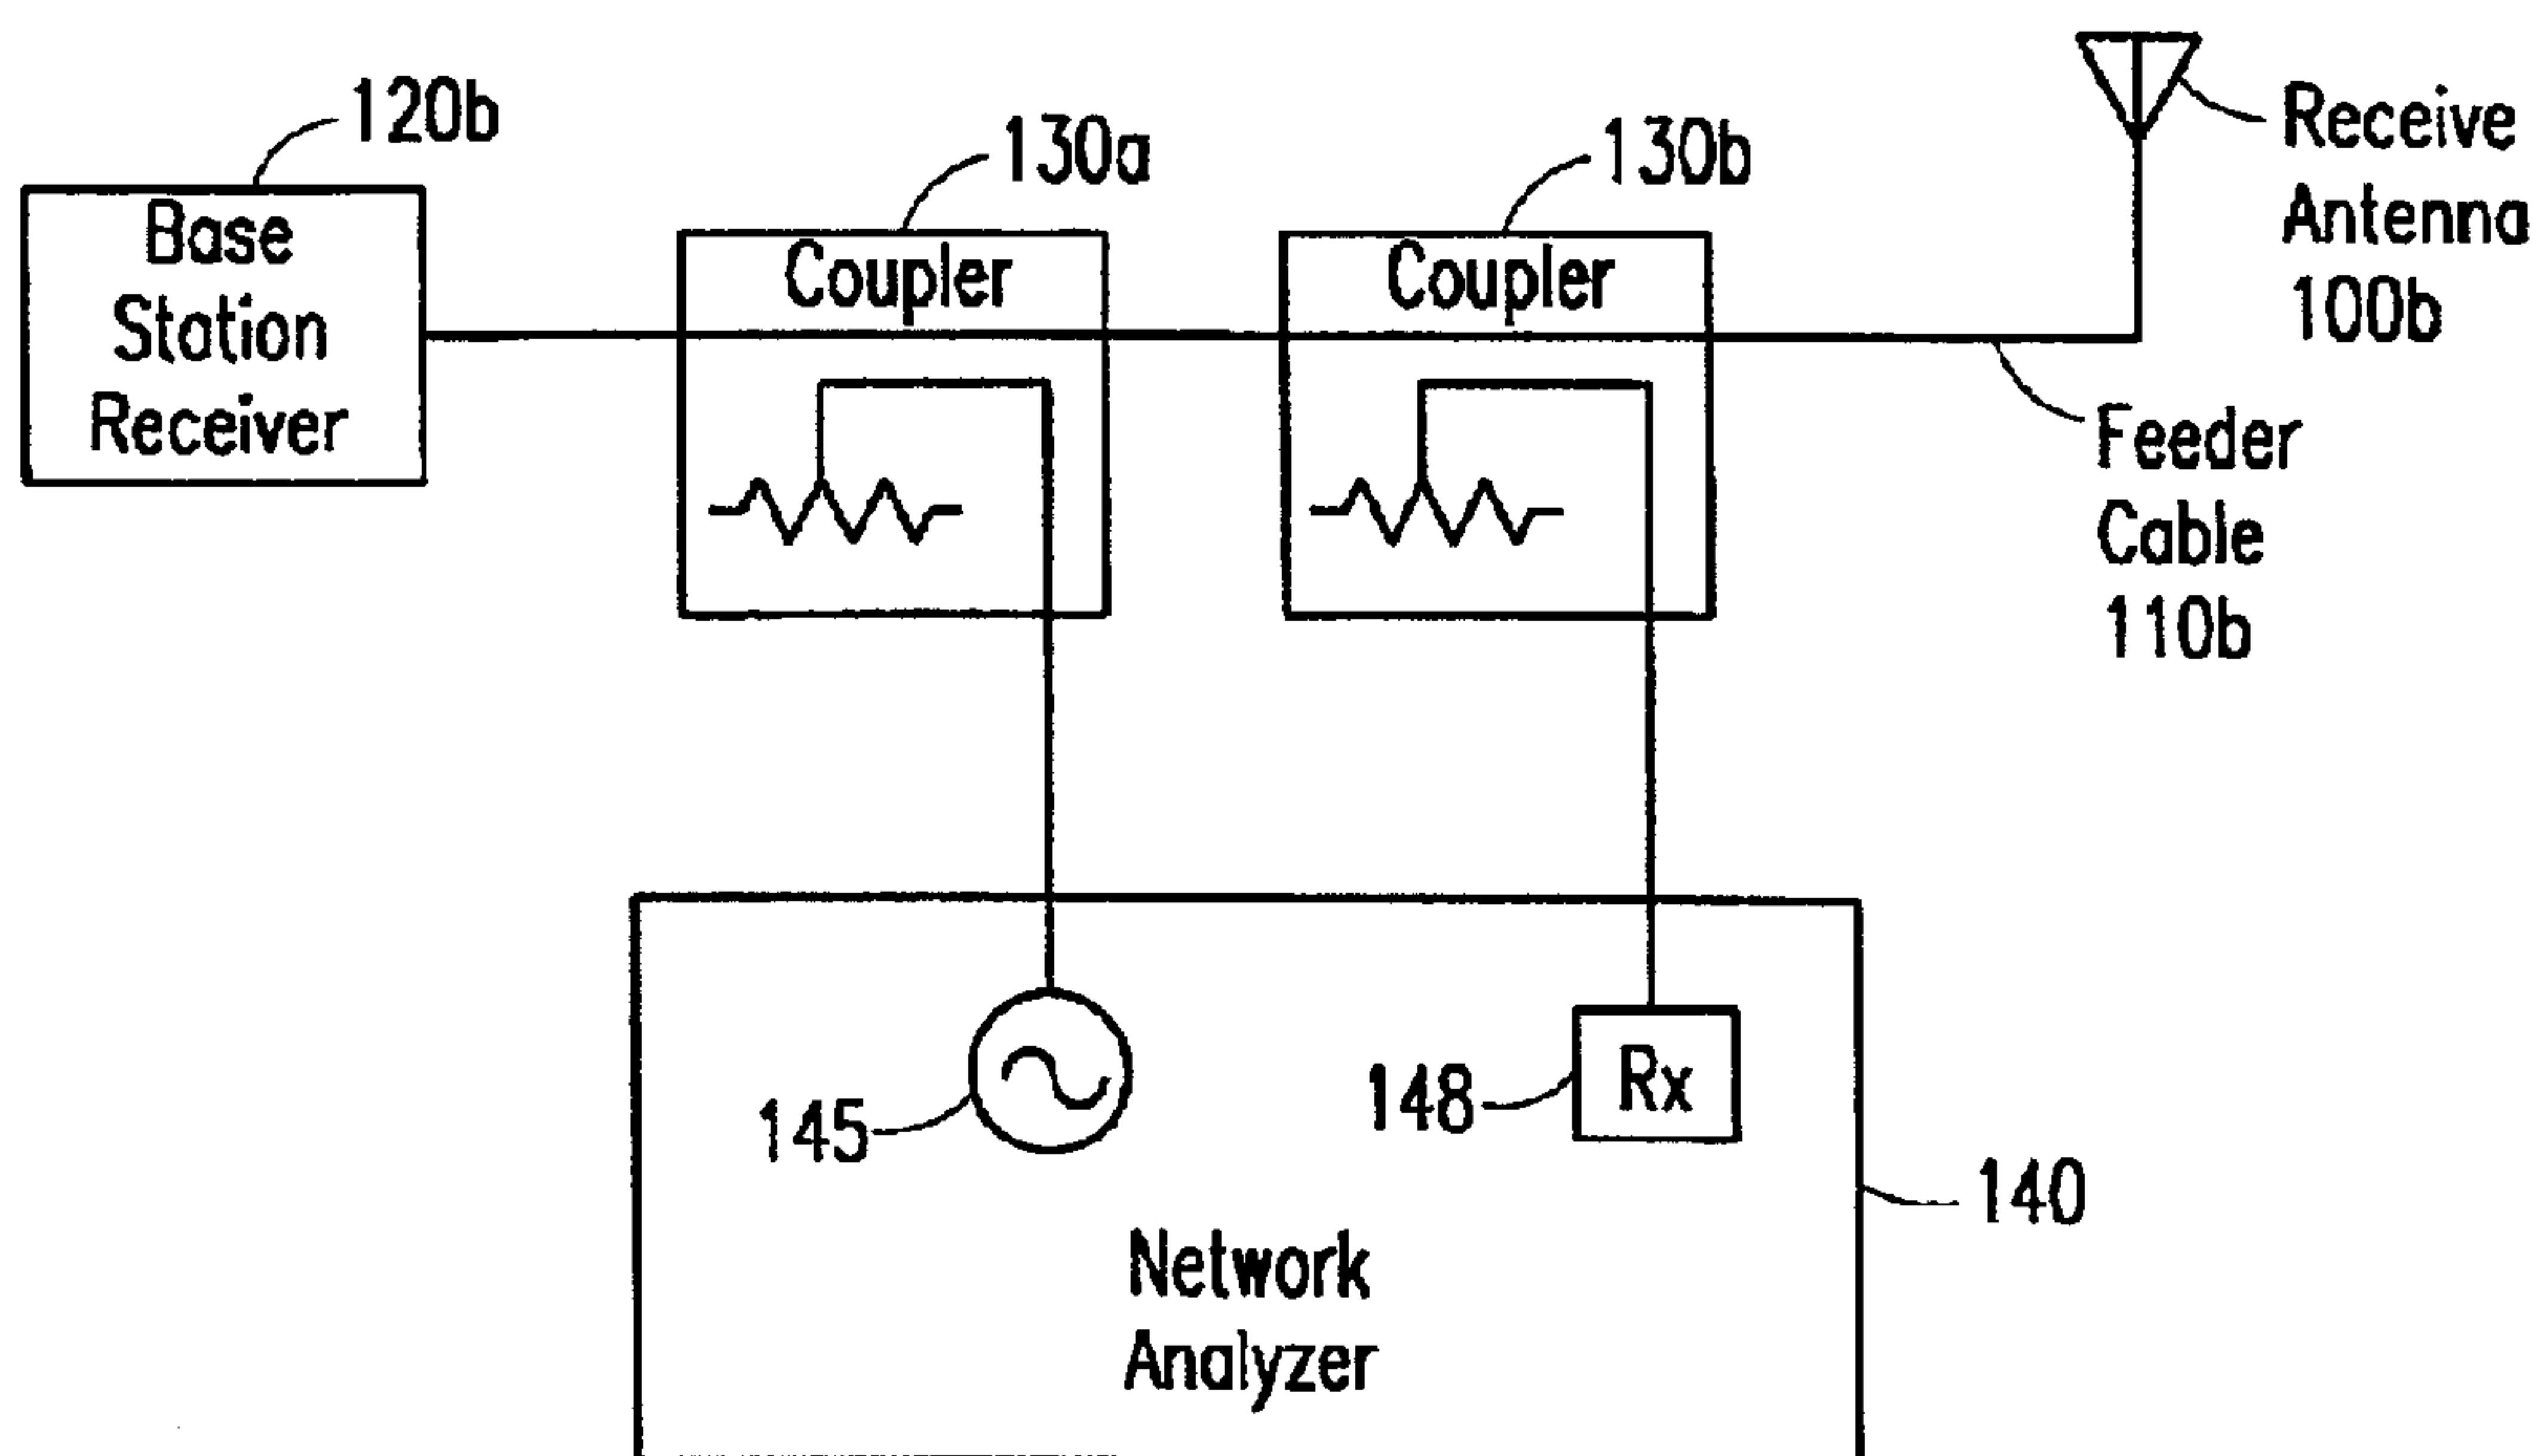 120b
Base
Station
Receiver
130a
Coupler
130b
Coupler
Receive
Antenna
100b
Feeder
Cable
110b
145
148
Rx
140
Network
Analyzer